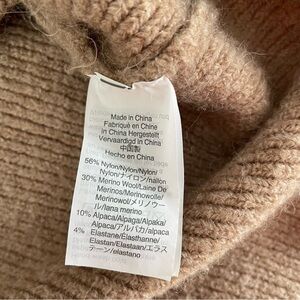 Made in China
Fabriqué en Chine
in China Hergestellt
Vervaardigd in China
中国製
Hecho en China
56% Nylon/Nylon/Nylon/
Nylon/ナイロン/nailon
30% Merino Wool/Laine De
Merinos/Merinowolle/
Merinowol/メリノウー
ル/lana merino
10% Alpaca/Alpaga/Alpaka/
Alpaca/アルパカ/alpaca
4% Elastane/Élasthanne/
Elastan/Elastaan/エラス
テーン/elastano